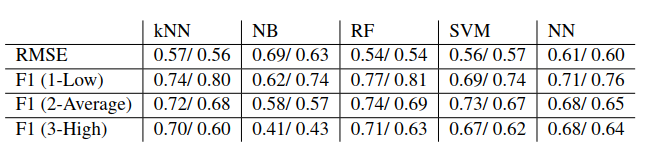 kNN NB RF SVM NN
RMSE 0.57/ 0.56 0.69/ 0.63 0.54/ 0.54 0.56/ 0.57 0.61/ 0.60
F1 (1-Low) 0.74/ 0.80 0.62/ 0.74 0.77/ 0.81 0.69/ 0.74 0.71/ 0.76
F1 (2-Average) 0.72/ 0.68 0.58/ 0.57 0.74/ 0.69 0.73/ 0.67 0.68/ 0.65
F1 (3-High) 0.70/ 0.60 0.41/ 0.43 0.71/ 0.63 0.67/ 0.62 0.68/ 0.64